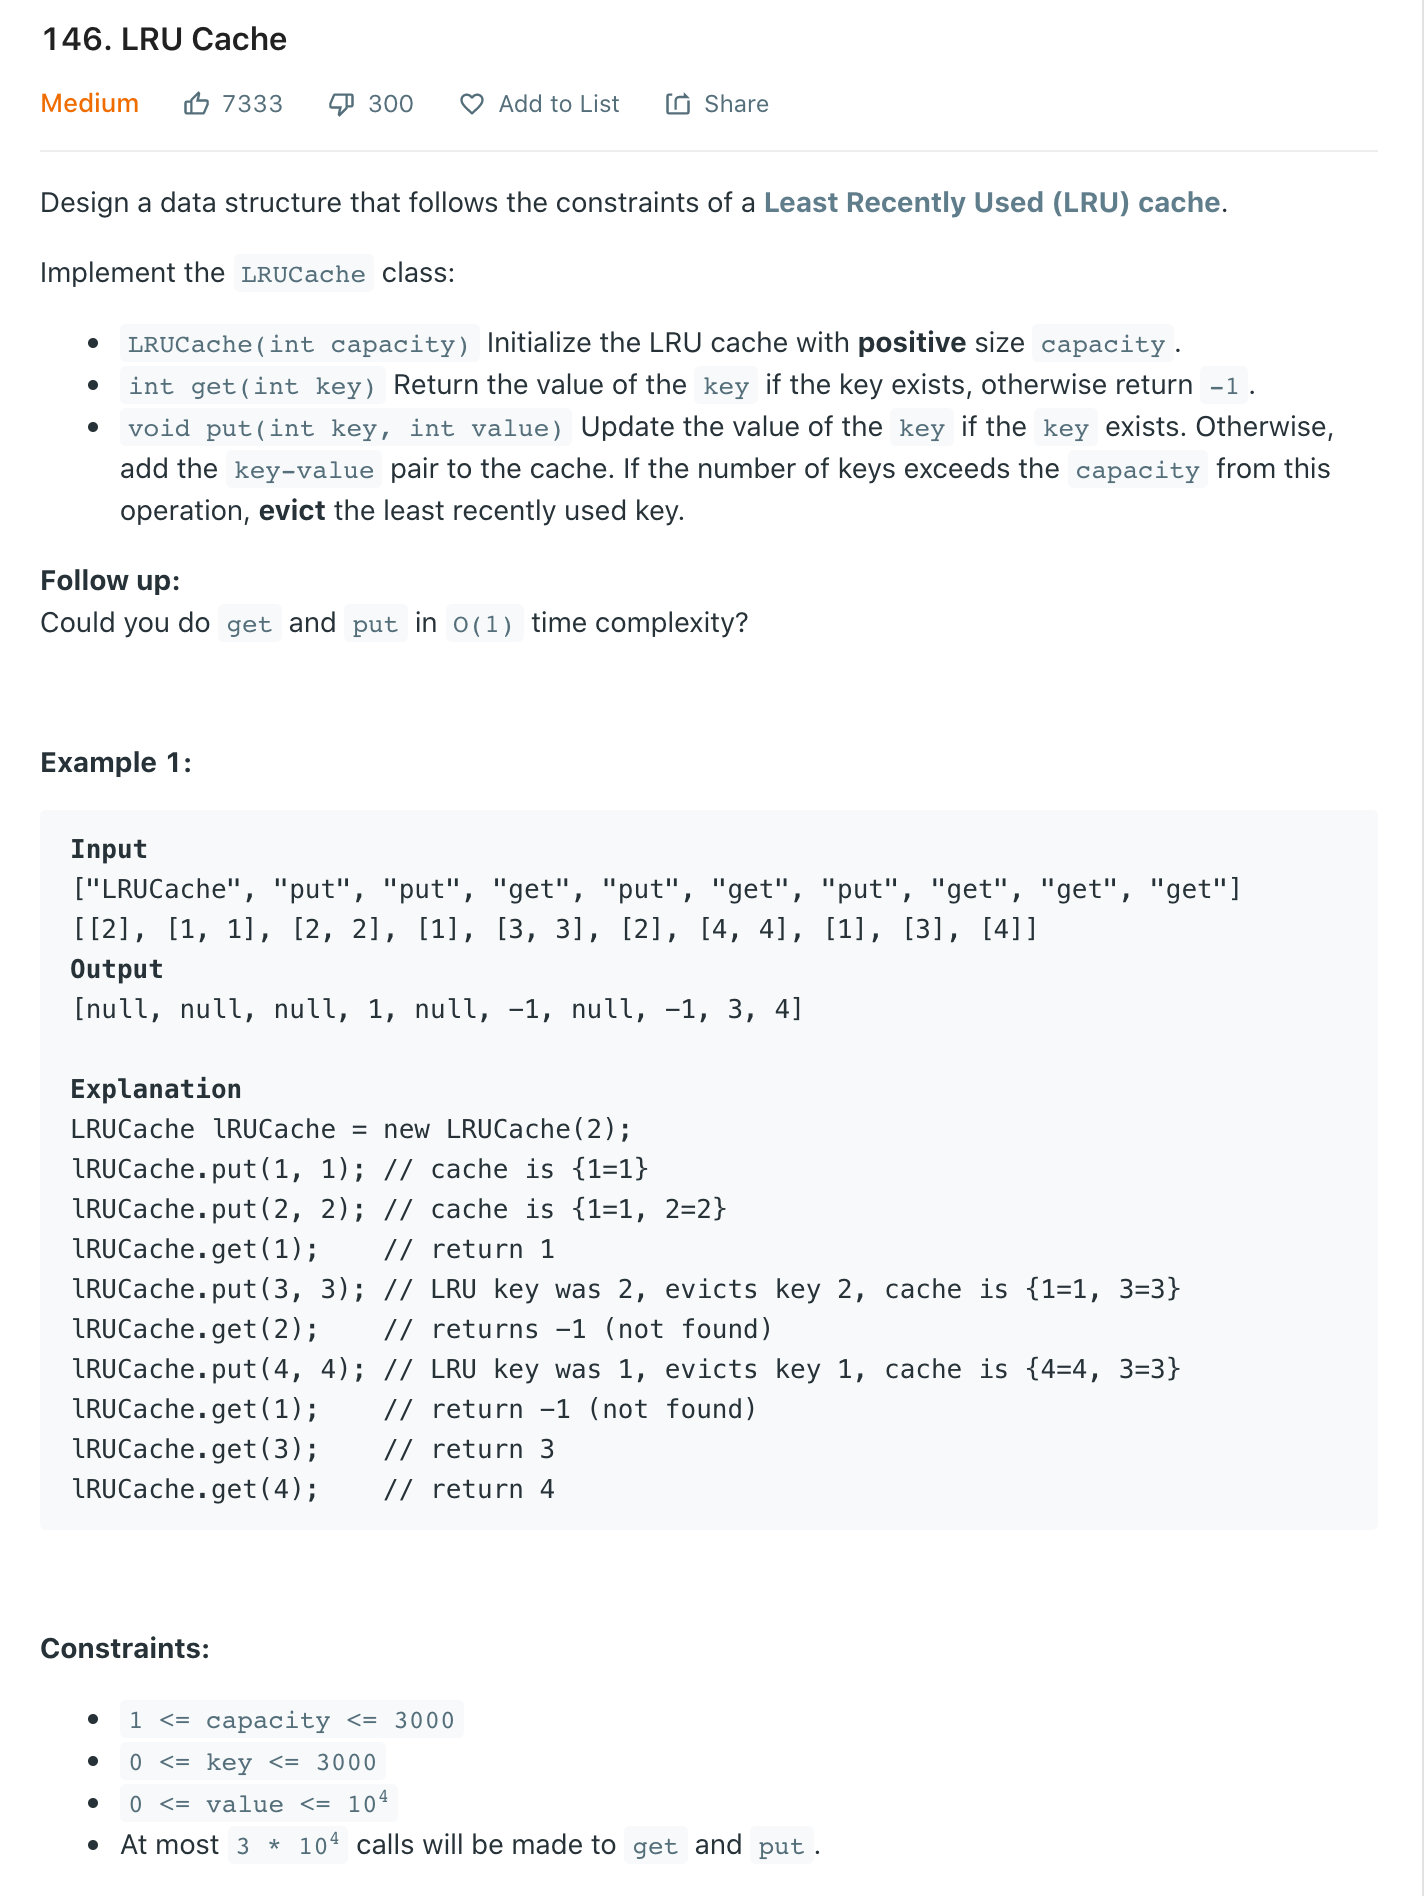 146. LRU Cache
Medium 7333 300 Add to List Share
Design a data structure that follows the constraints of a Least Recently Used (LRU) cache.
Implement the LRUCache class:
• LRUCache(int capacity) Initialize the LRU cache with positive size capacity.
• int get(int key) Return the value of the key if the key exists, otherwise return -1.
• void put(int key, int value) Update the value of the key if the key exists. Otherwise,
add the key-value pair to the cache. If the number of keys exceeds the capacity from this
operation, evict the least recently used key.
Follow up:
Could you do get and put in O(1) time complexity?
Example 1:
Input
["LRUCache", "put", "put", "get", "put", "get", "put", "get", "get", "get"]
[[2], [1, 1], [2, 2], [1], [3, 3], [2], [4, 4], [1], [3], [4]]
Output
[null, null, null, 1, null, -1, null, -1, 3, 4]
Explanation
LRUCache lRUCache = new LRUCache(2);
lRUCache.put(1, 1); // cache is {1=1}
lRUCache.put(2, 2); // cache is {1=1, 2=2}
lRUCache.get(1);    // return 1
lRUCache.put(3, 3); // LRU key was 2, evicts key 2, cache is {1=1, 3=3}
lRUCache.get(2);    // returns -1 (not found)
lRUCache.put(4, 4); // LRU key was 1, evicts key 1, cache is {4=4, 3=3}
lRUCache.get(1);    // return -1 (not found)
lRUCache.get(3);    // return 3
lRUCache.get(4);    // return 4
Constraints:
• 1 <= capacity <= 3000
• 0 <= key <= 3000
• 0 <= value <= 10⁴
• At most 3 * 10⁴ calls will be made to get and put.